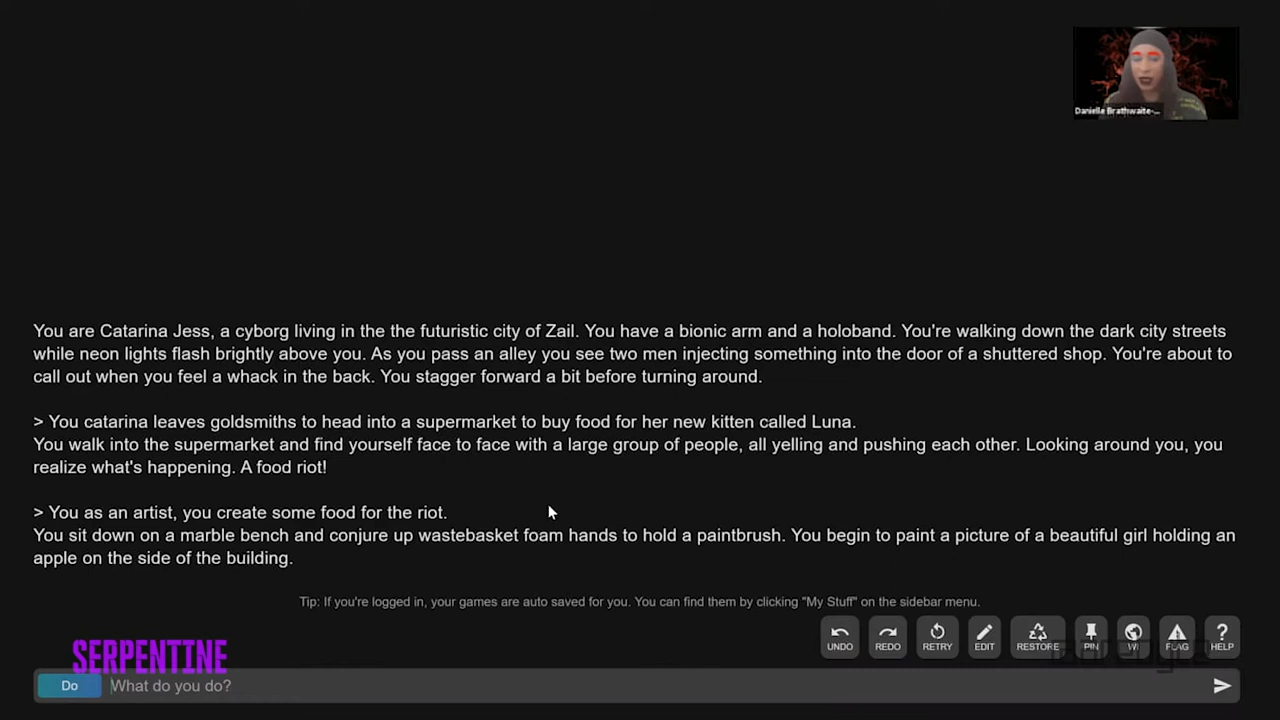 Danielle Brathwaite-...
You are Catarina Jess, a cyborg living in the the futuristic city of Zail. You have a bionic arm and a holoband. You're walking down the dark city streets
while neon lights flash brightly above you. As you pass an alley you see two men injecting something into the door of a shuttered shop. You're about to
call out when you feel a whack in the back. You stagger forward a bit before turning around.
> You catarina leaves goldsmiths to head into a supermarket to buy food for her new kitten called Luna.
You walk into the supermarket and find yourself face to face with a large group of people, all yelling and pushing each other. Looking around you, you
realize what's happening. A food riot!
> You as an artist, you create some food for the riot.
You sit down on a marble bench and conjure up wastebasket foam hands to hold a paintbrush. You begin to paint a picture of a beautiful girl holding an
apple on the side of the building.
Tip: If you're logged in, your games are auto saved for you. You can find them by clicking "My Stuff" on the sidebar menu.
UNDO REDO RETRY EDIT RESTORE PIN WI FLAG HELP
SERPENTINE
Do What do you do?